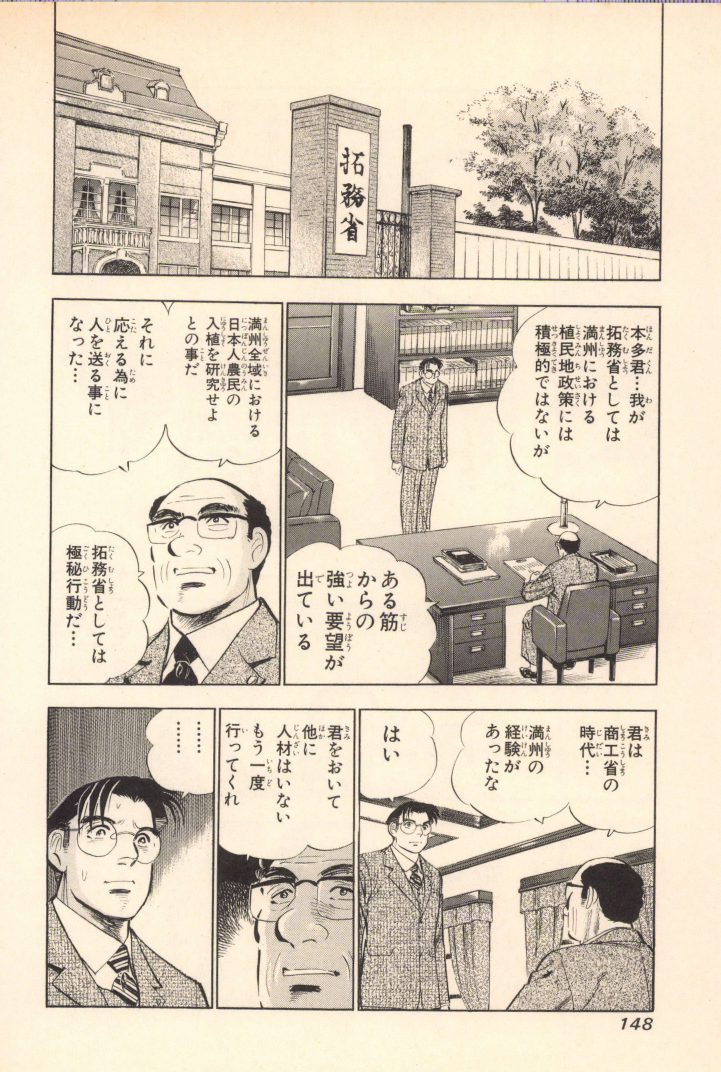 拓務省
本多君…我が
拓務省としては
満州における
植民地政策には
積極的ではないが
ある筋
からの
強い要望が
出ている
満州全域における
日本人農民の
入植を研究せよ
との事だ
それに
応える為に
人を送る事に
なった…
拓務省としては
極秘行動だ…
君は
商工省の
時代…
満州の
経験が
あったな
はい
君をおいて
他に
人材はいない
もう一度
行ってくれ
……
……
148